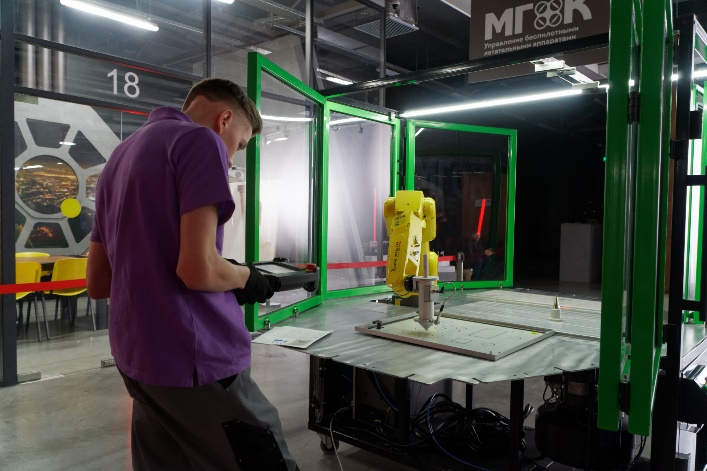 МГОК
Управление беспилотными
летательными аппаратами
18